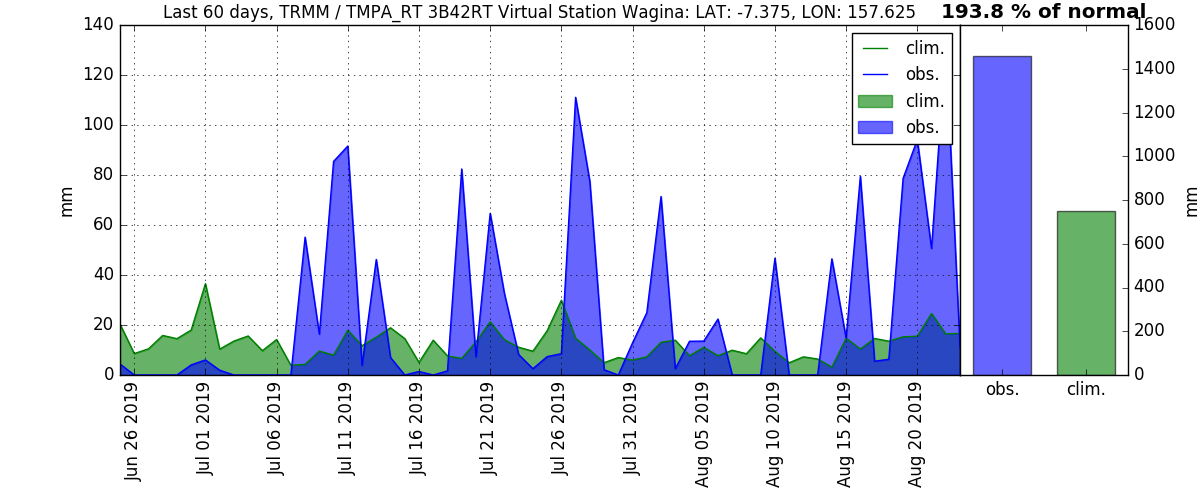 Last 60 days, TRMM / TMPA_RT 3B42RT Virtual Station Wagina: LAT: -7.375, LON: 157.625
193.8 % of normal
140
120
100
80
60
40
20
0
mm
clim.
obs.
clim.
obs.
Jun 26 2019
Jul 01 2019
Jul 06 2019
Jul 11 2019
Jul 16 2019
Jul 21 2019
Jul 26 2019
Jul 31 2019
Aug 05 2019
Aug 10 2019
Aug 15 2019
Aug 20 2019
1600
1400
1200
1000
800
600
400
200
0
mm
obs.
clim.